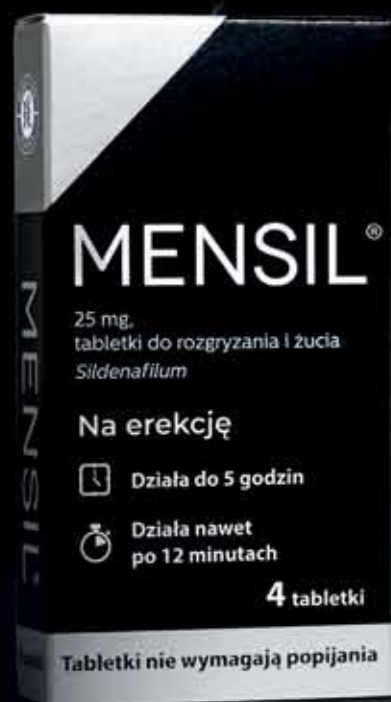 MENSIL®
25 mg,
tabletki do rozgryzania i żucia
Sildenafilum
Na erekcję
Działa do 5 godzin
Działa nawet
po 12 minutach
4 tabletki
Tabletki nie wymagają popijania
MENSIL®